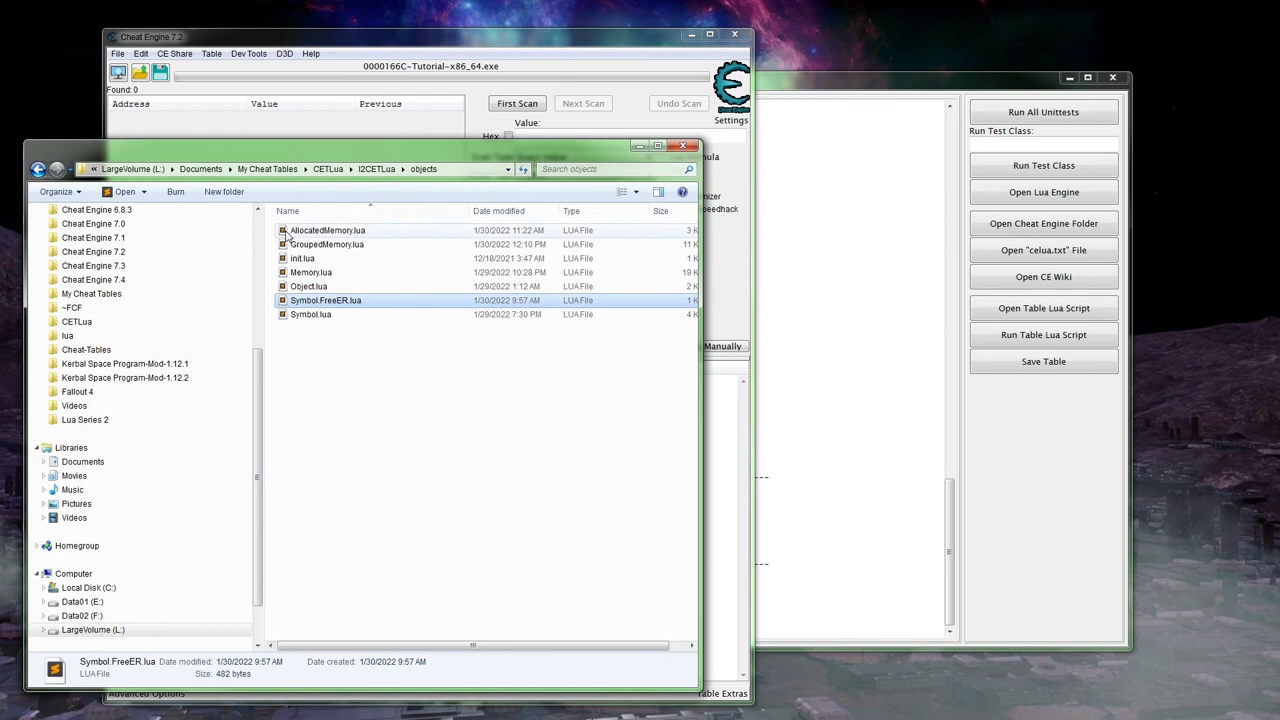 Cheat Engine 7.2
File Edit CE Share Table Dev Tools D3D Help
0000166C-Tutorial-x86_64.exe
Found: 0
Address Value Previous
First Scan Next Scan Undo Scan
Settings
Value:
Hex
Manually
Advanced Options Table Extras
LargeVolume (L:) Documents My Cheat Tables CETLua I2CETLua objects
Search objects
Organize Open Burn New folder
Name Date modified Type Size
AllocatedMemory.lua 1/30/2022 11:22 AM LUA File 3 K
GroupedMemory.lua 1/30/2022 12:10 PM LUA File 11 K
init.lua 12/18/2021 3:47 AM LUA File 1 K
Memory.lua 1/29/2022 10:28 PM LUA File 19 K
Object.lua 1/29/2022 1:12 AM LUA File 2 K
Symbol.FreeER.lua 1/30/2022 9:57 AM LUA File 1 K
Symbol.lua 1/29/2022 7:30 PM LUA File 4 K
Cheat Engine 6.8.3
Cheat Engine 7.0
Cheat Engine 7.1
Cheat Engine 7.2
Cheat Engine 7.3
Cheat Engine 7.4
My Cheat Tables
~FCF
CETLua
lua
Cheat-Tables
Kerbal Space Program-Mod-1.12.1
Kerbal Space Program-Mod-1.12.2
Fallout 4
Videos
Lua Series 2
Libraries
Documents
Movies
Music
Pictures
Videos
Homegroup
Computer
Local Disk (C:)
Data01 (E:)
Data02 (F:)
LargeVolume (L:)
Symbol.FreeER.lua Date modified: 1/30/2022 9:57 AM Date created: 1/30/2022 9:57 AM
LUA File Size: 482 bytes
Run All Unittests
Run Test Class:
Run Test Class
Open Lua Engine
Open Cheat Engine Folder
Open "celua.txt" File
Open CE Wiki
Open Table Lua Script
Run Table Lua Script
Save Table